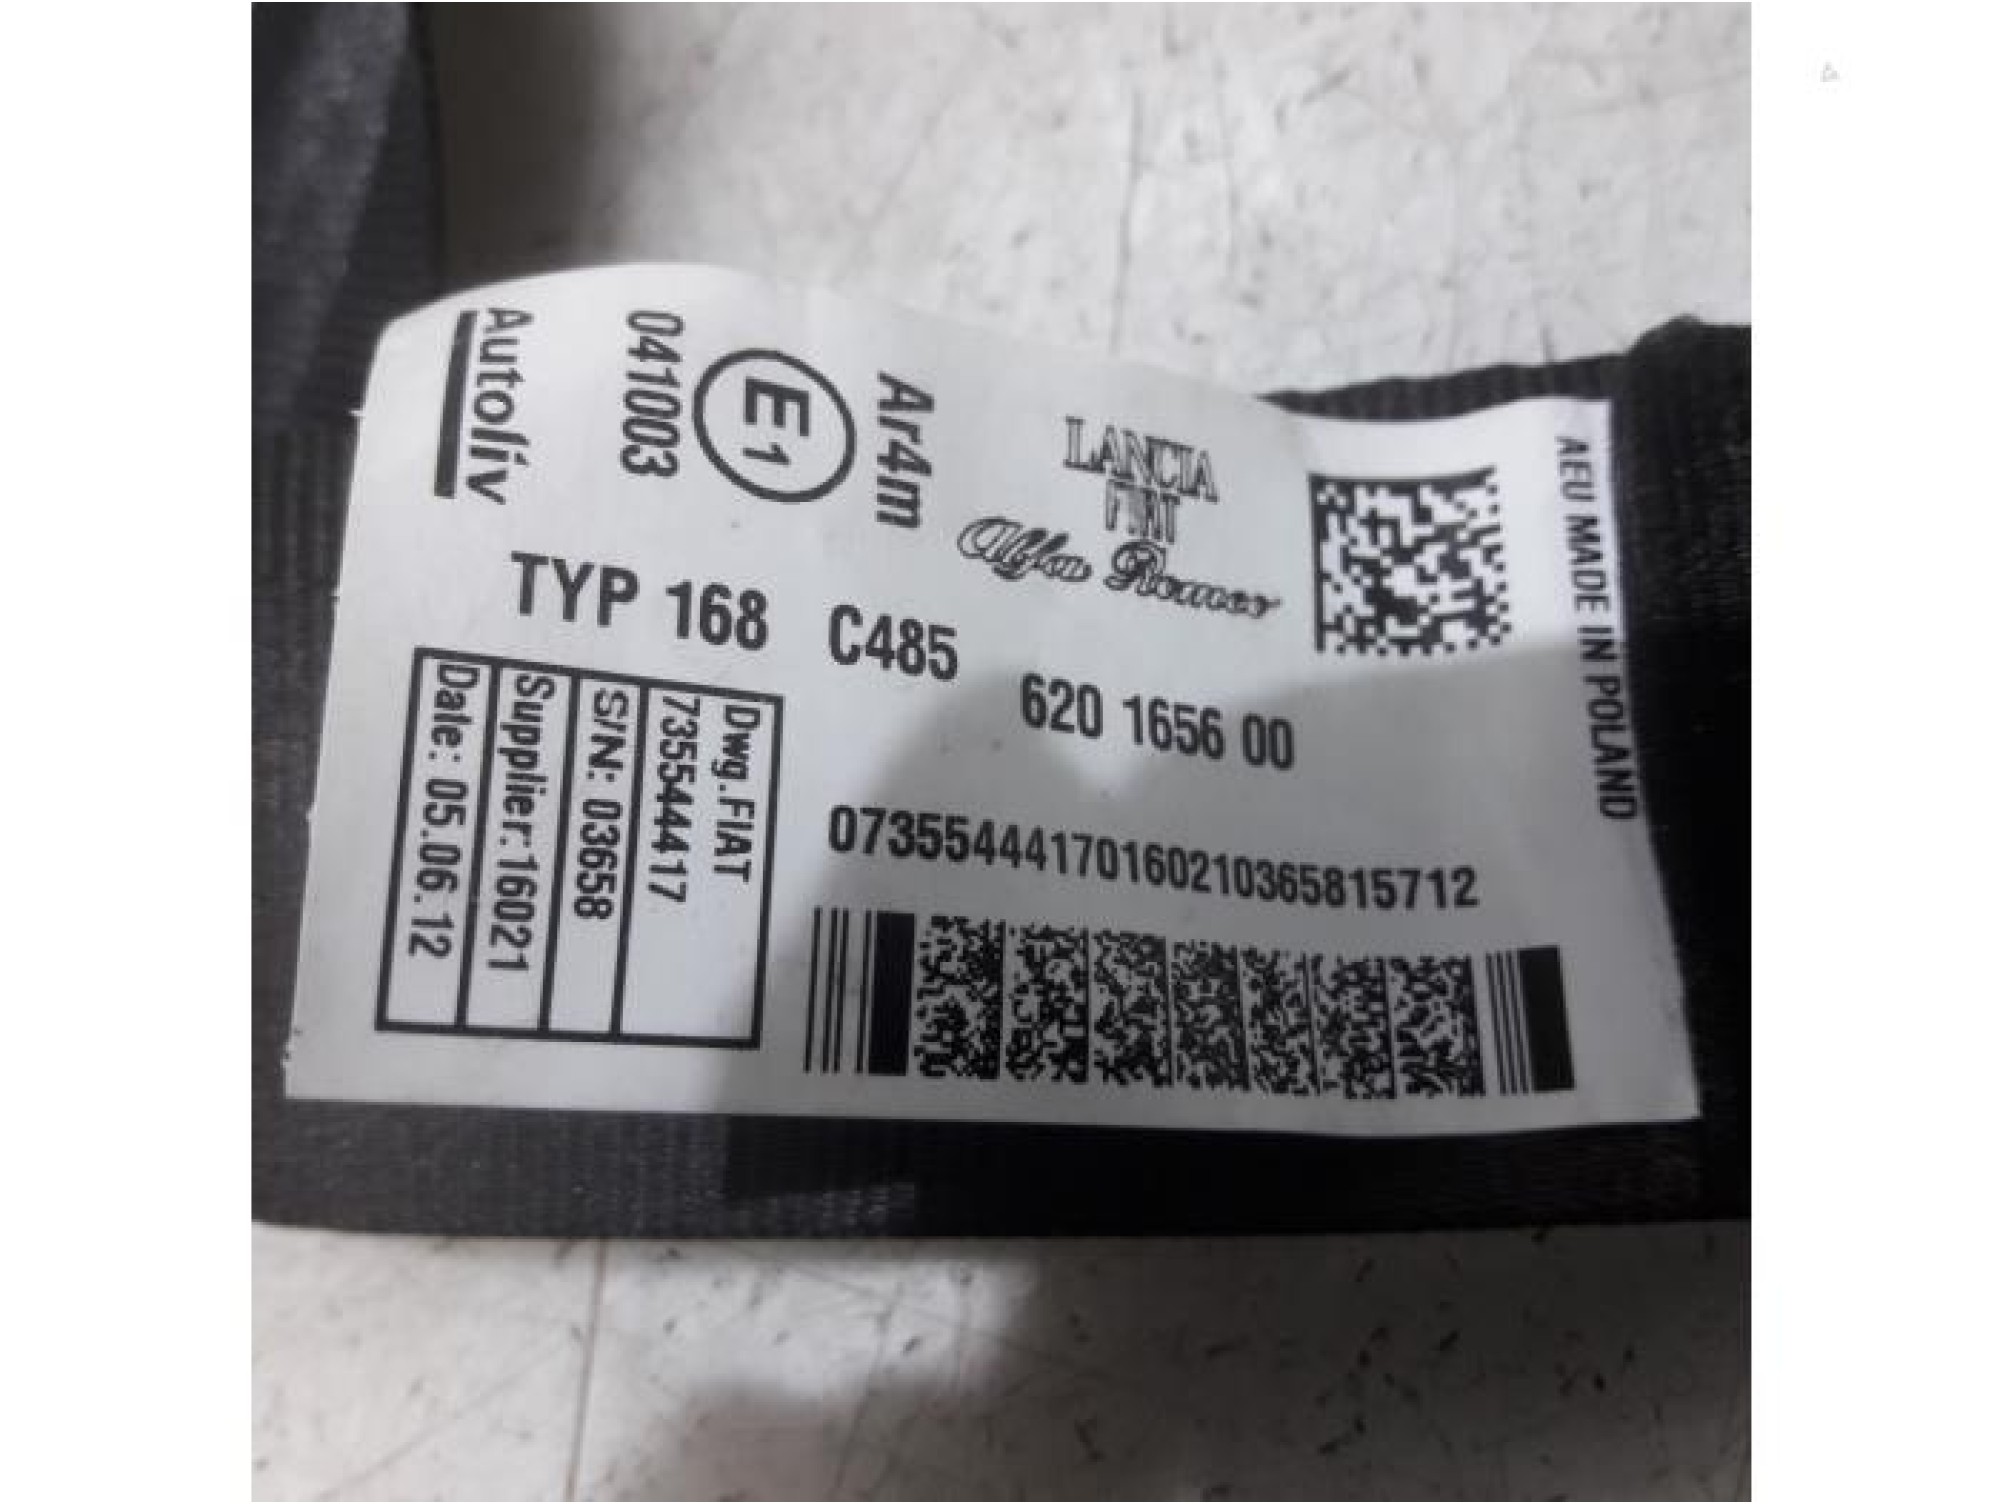 Autoliv
041003
E1
Ar4m
LANCIA
FIAT
Alfa Romeo
AEU MADE IN POLAND
TYP 168 C485 620 1656 00
Dwg.FIAT
735544417
S/N: 03658
Supplier:16021
Date: 05.06.12
07355444170160210365815712